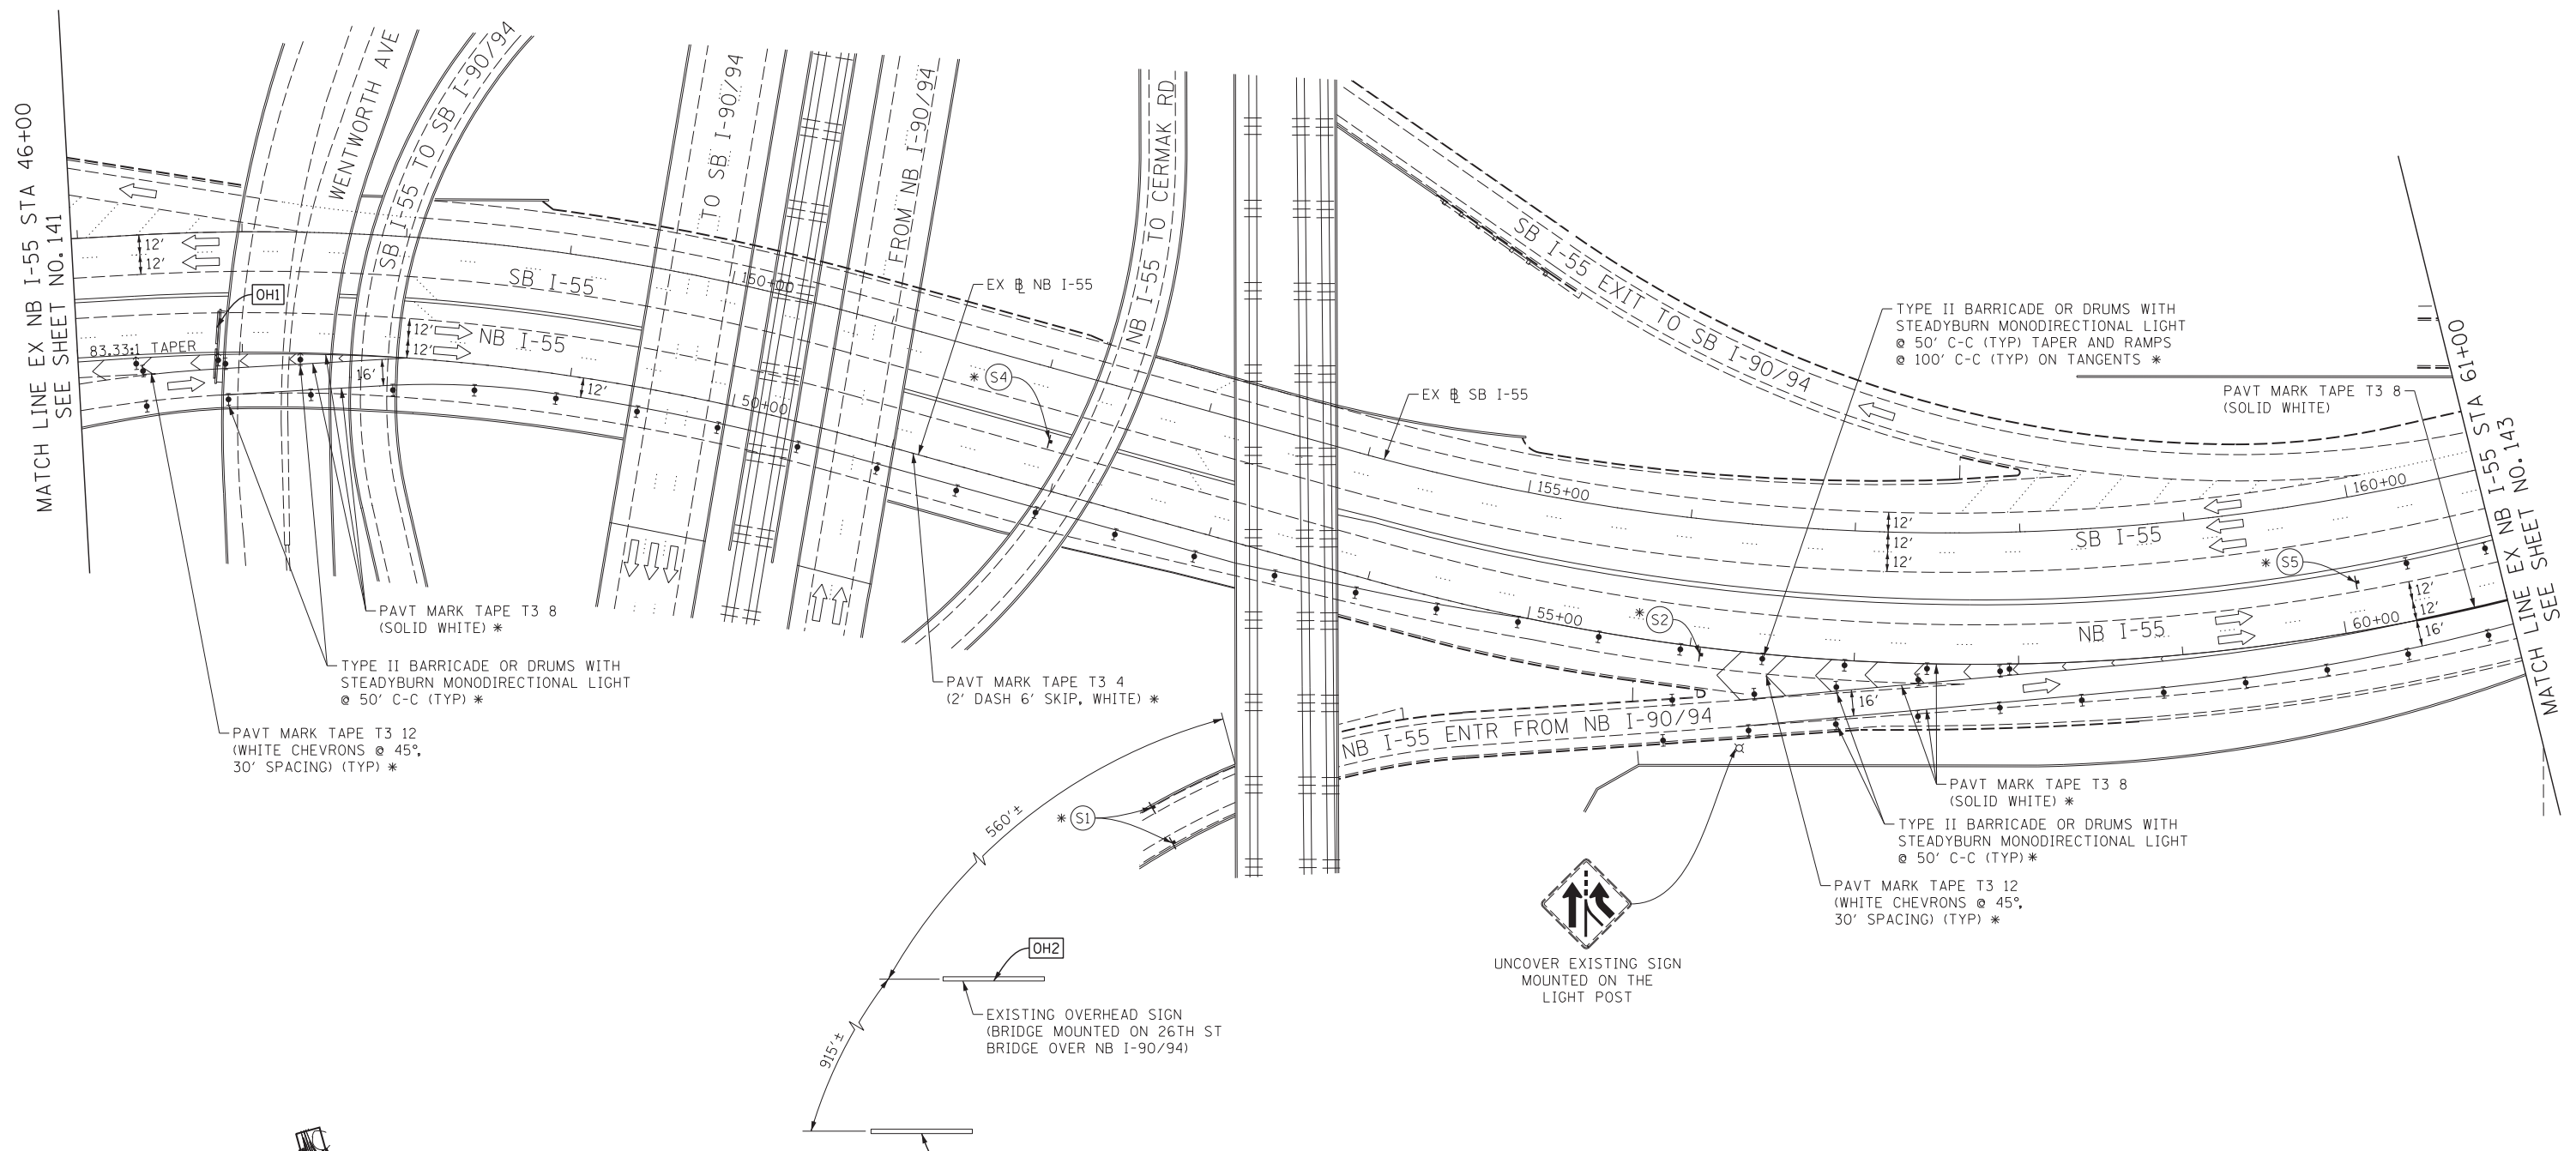 MATCH LINE EX NB I-55 STA 46+00
SEE SHEET NO. 141
WENTWORTH AVE
SB I-55 TO SB I-90/94
TO SB I-90/94
FROM NB I-90/94
NB I-55 TO CERMAK RD
SB I-55 EXIT TO SB I-90/94
12'
12'
OH1
SB I-55
150+00
EX BL NB I-55
NB I-55
12'
12'
83.33:1 TAPER
16'
12'
50+00
* S4
EX BL SB I-55
TYPE II BARRICADE OR DRUMS WITH
STEADYBURN MONODIRECTIONAL LIGHT
@ 50' C-C (TYP) TAPER AND RAMPS
@ 100' C-C (TYP) ON TANGENTS *
PAVT MARK TAPE T3 8
(SOLID WHITE)
MATCH LINE EX NB I-55 STA 61+00
SEE SHEET NO. 143
155+00
160+00
12'
12'
12'
SB I-55
* S5
12'
12'
16'
55+00
* S2
NB I-55
60+00
16'
NB I-55 ENTR FROM NB I-90/94
PAVT MARK TAPE T3 8
(SOLID WHITE) *
TYPE II BARRICADE OR DRUMS WITH
STEADYBURN MONODIRECTIONAL LIGHT
@ 50' C-C (TYP) *
PAVT MARK TAPE T3 12
(WHITE CHEVRONS @ 45°,
30' SPACING) (TYP) *
PAVT MARK TAPE T3 4
(2' DASH 6' SKIP, WHITE) *
560'±
* S1
PAVT MARK TAPE T3 8
(SOLID WHITE) *
TYPE II BARRICADE OR DRUMS WITH
STEADYBURN MONODIRECTIONAL LIGHT
@ 50' C-C (TYP) *
PAVT MARK TAPE T3 12
(WHITE CHEVRONS @ 45°,
30' SPACING) (TYP) *
UNCOVER EXISTING SIGN
MOUNTED ON THE
LIGHT POST
OH2
EXISTING OVERHEAD SIGN
(BRIDGE MOUNTED ON 26TH ST
BRIDGE OVER NB I-90/94)
915'±